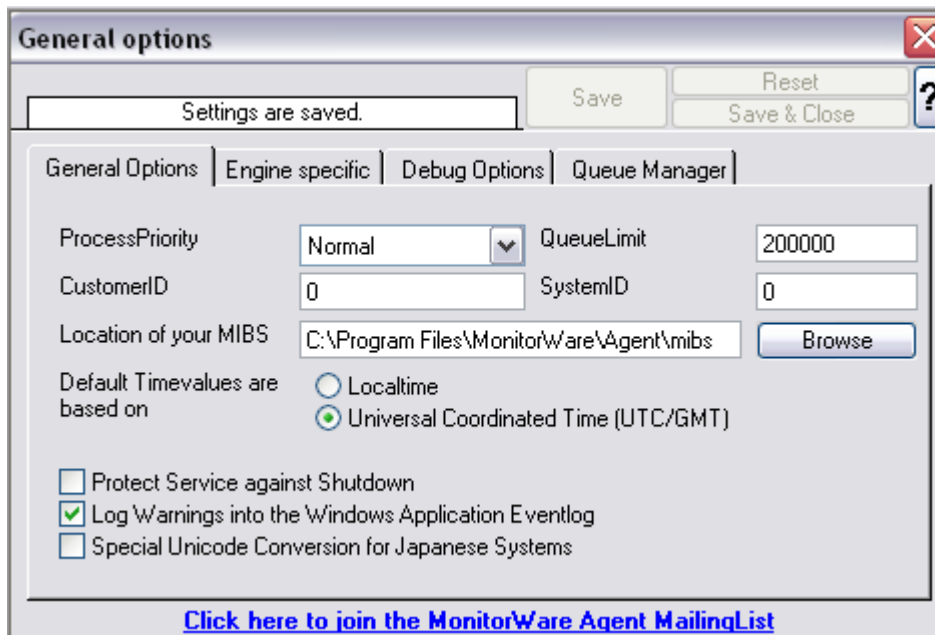 General options
Settings are saved.
Save
Reset
Save & Close
?
General Options
Engine specific
Debug Options
Queue Manager
ProcessPriority
Normal
QueueLimit
200000
CustomerID
0
SystemID
0
Location of your MIBS
C:\Program Files\MonitorWare\Agent\mibs
Browse
Default Timevalues are
based on
Localtime
Universal Coordinated Time (UTC/GMT)
Protect Service against Shutdown
Log Warnings into the Windows Application Eventlog
Special Unicode Conversion for Japanese Systems
Click here to join the MonitorWare Agent MailingList